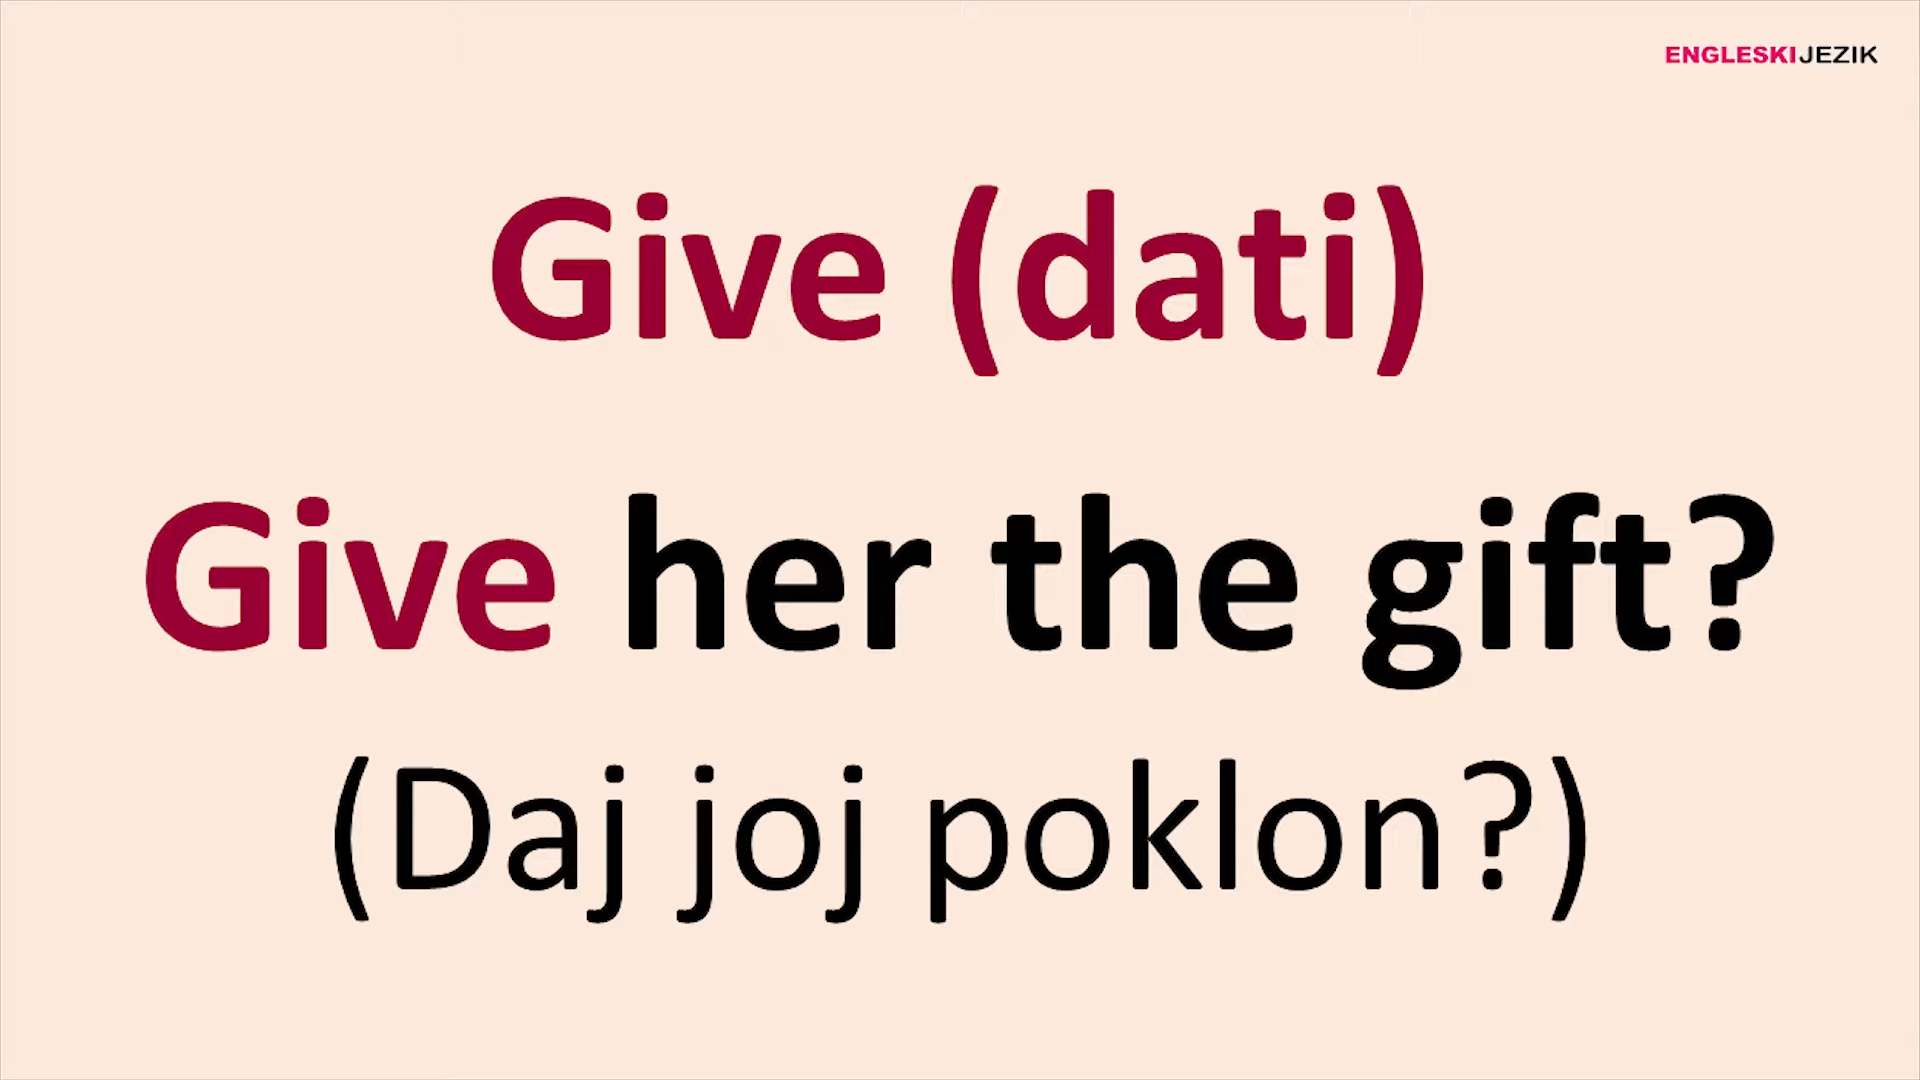 ENGLESKIJEZIK
Give (dati)
Give her the gift?
(Daj joj poklon?)